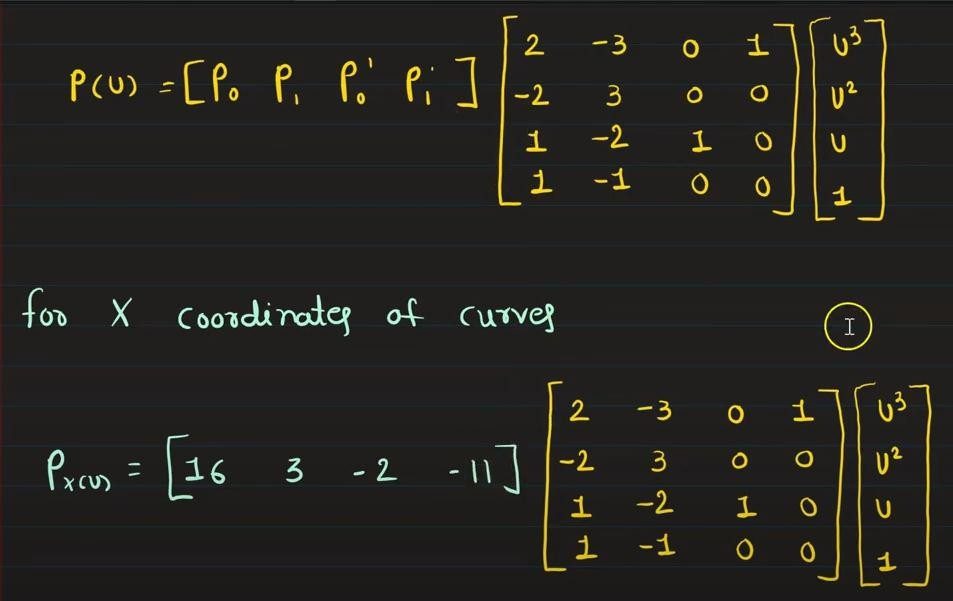 P(U) = [P₀ P₁ P₀' P₁'] [2 -3 0 1] [U³]
[-2 3 0 0] [U²]
[1 -2 1 0] [U]
[1 -1 0 0] [1]
for X coordinates of curves
Px(U) = [16 3 -2 -11] [2 -3 0 1] [U³]
[-2 3 0 0] [U²]
[1 -2 1 0] [U]
[1 -1 0 0] [1]